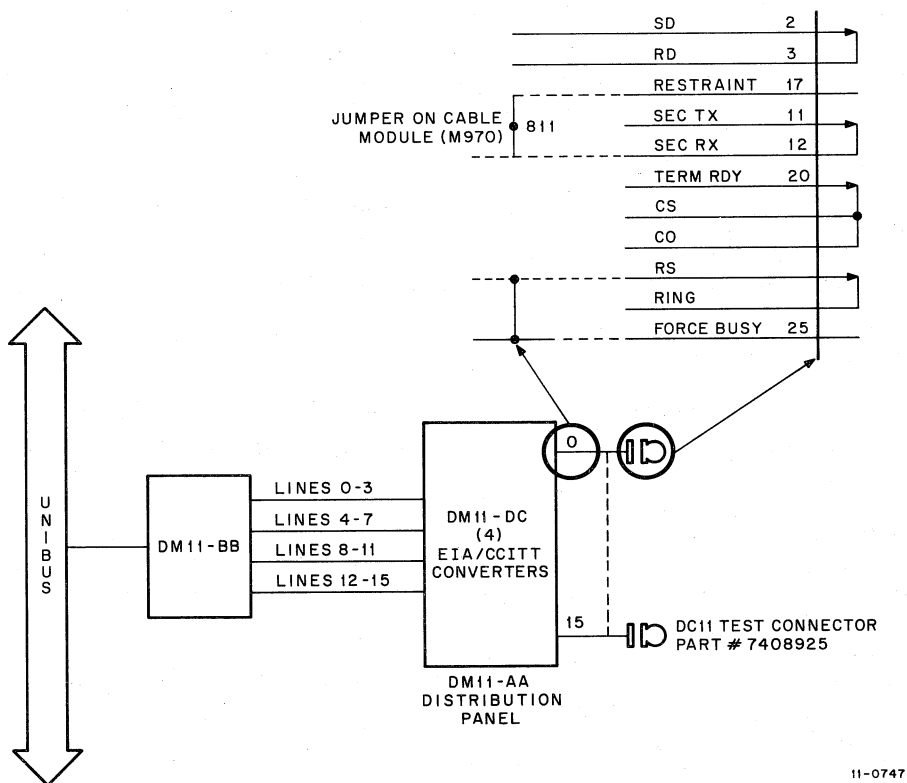 SD 2
RD 3
RESTRAINT 17
JUMPER ON CABLE
MODULE (M970)
811
SEC TX 11
SEC RX 12
TERM RDY 20
CS
CO
RS
RING
FORCE BUSY 25
UNIBUS
DM11-BB
LINES 0-3
LINES 4-7
LINES 8-11
LINES 12-15
DM11-DC
(4)
EIA/CCITT
CONVERTERS
0
15
DC11 TEST CONNECTOR
PART # 7408925
DM11-AA
DISTRIBUTION
PANEL
11-0747